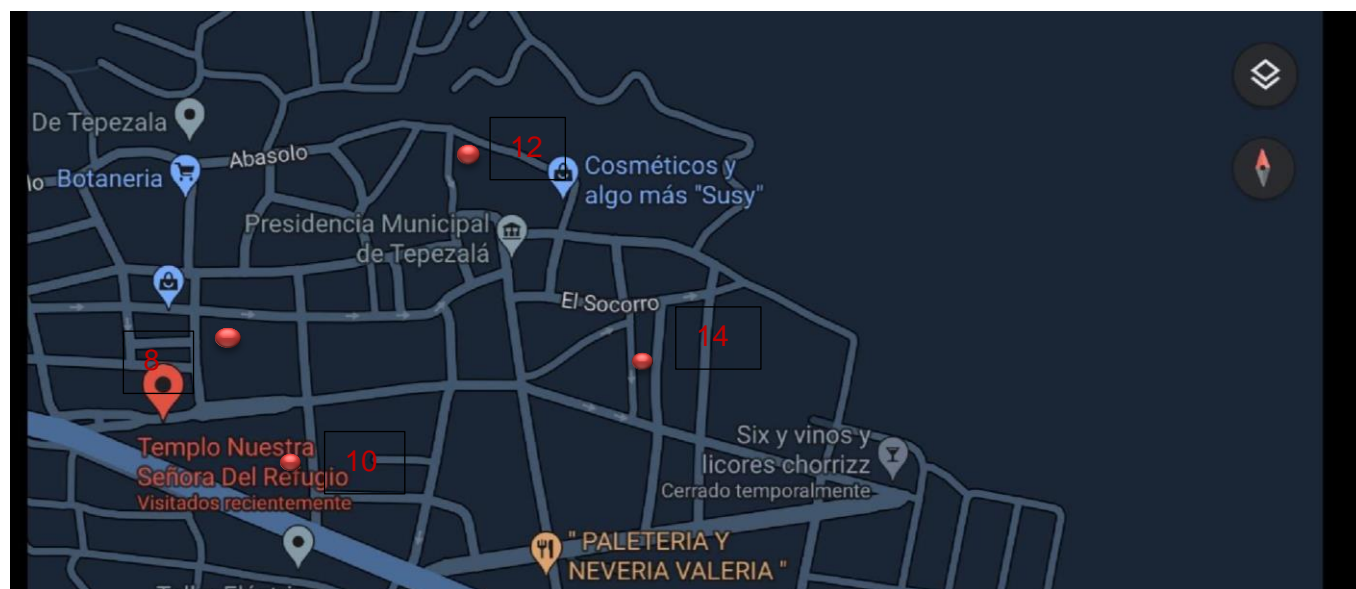 De Tepezala
12
Abasolo
lo
Botaneria
Cosméticos y
algo más "Susy"
Presidencia Municipal
de Tepezalá
El Socorro
14
8
Templo Nuestra
Señora Del Refugio
Visitados recientemente
10
Six y vinos y
licores chorrizz
Cerrado temporalmente
" PALETERIA Y
NEVERIA VALERIA "